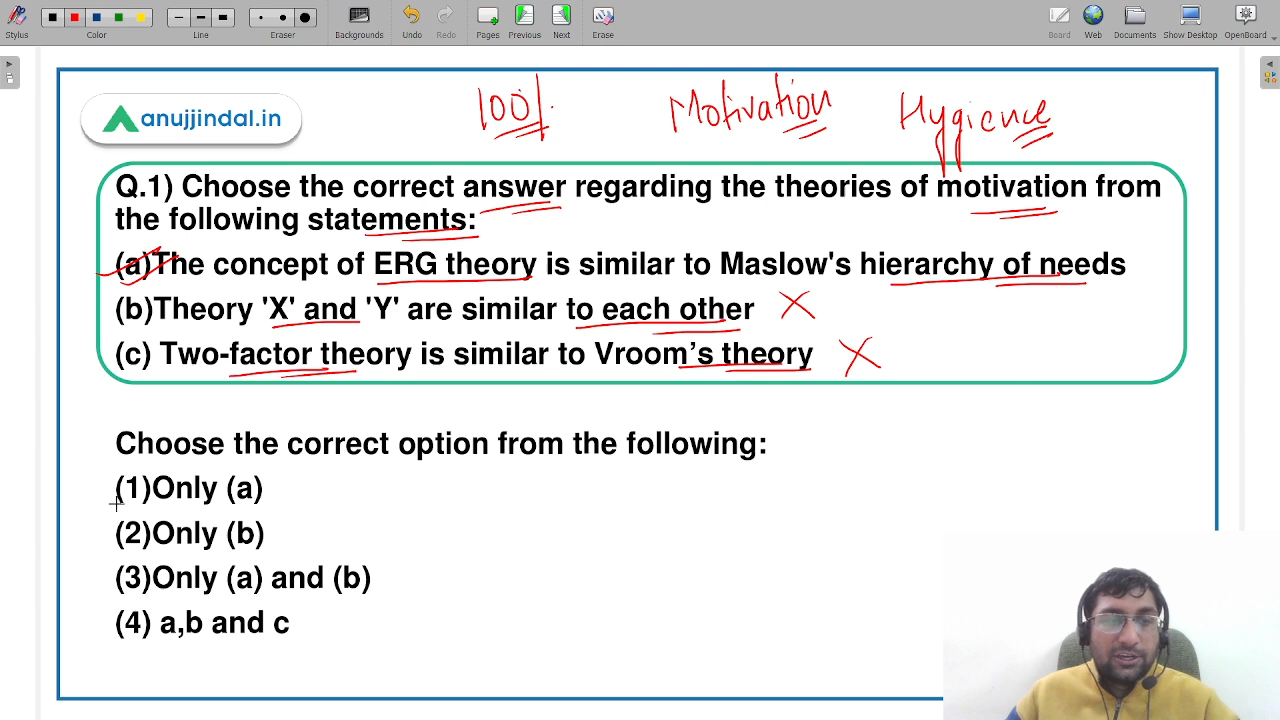 Stylus
Color
Line
Eraser
Backgrounds
Undo
Redo
Pages
Previous
Next
Erase
Board
Web
Documents
Show Desktop
OpenBoard
anujjindal.in
100%
Motivation
Hygience
Q.1) Choose the correct answer regarding the theories of motivation from
the following statements:
(a)The concept of ERG theory is similar to Maslow's hierarchy of needs
(b)Theory 'X' and 'Y' are similar to each other
(c) Two-factor theory is similar to Vroom's theory
Choose the correct option from the following:
(1)Only (a)
(2)Only (b)
(3)Only (a) and (b)
(4) a,b and c